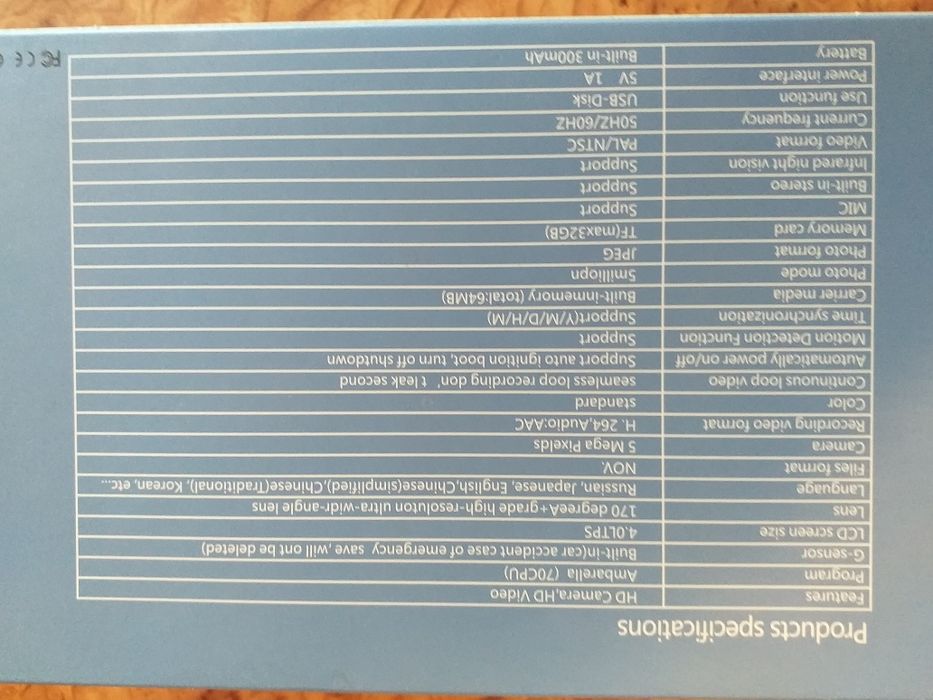 Products specifications
Features HD Camera,HD Video
Program Ambarella (70CPU)
G-sensor Built-in(car accident case of emergency save ,will ont be deleted)
LCD screen size 4.0LTPS
Lens 170 degreeA+grade high-resoluton ultra-widr-angle lens
Language Russian, Japanese, English,Chinese(simplified),Chinese(Traditional), Korean, etc...
Files format NOV.
Camera 5 Mega Pixelds
Recording video format H. 264,Audio:AAC
Color standard
Continuous loop video seamless loop recording don't leak second
Automatically power on/off Support auto ignition boot, turn off shutdown
Motion Detection Function Support
Time synchronization Support(Y/M/D/H/M)
Carrier media Built-inmemory (total:64MB)
Photo mode 5milliopn
Photo format JPEG
Memory card TF(max32GB)
MIC Support
Built-in stereo Support
Infrared night vision Support
Video format PAL/NTSC
Current frequency 50HZ/60HZ
Use function USB-Disk
Power interface 5V 1A
Battery Built-in 300mAh
FC CE